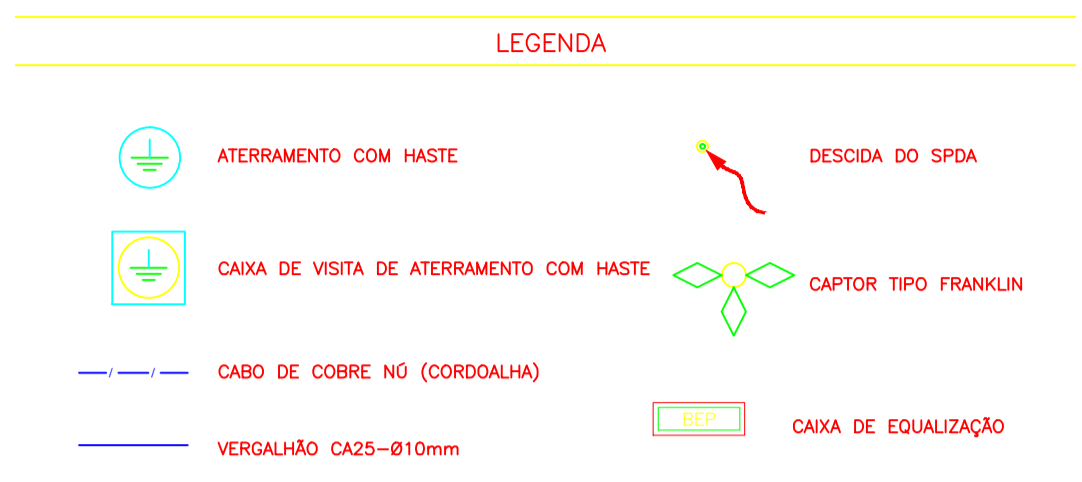 LEGENDA
ATERRAMENTO COM HASTE
DESCIDA DO SPDA
CAIXA DE VISITA DE ATERRAMENTO COM HASTE
CAPTOR TIPO FRANKLIN
CABO DE COBRE NÚ (CORDOALHA)
BEP
CAIXA DE EQUALIZAÇÃO
VERGALHÃO CA25-Ø10mm